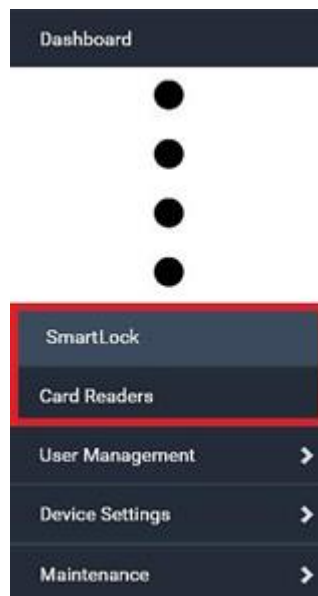 Dashboard
SmartLock
Card Readers
User Management
Device Settings
Maintenance